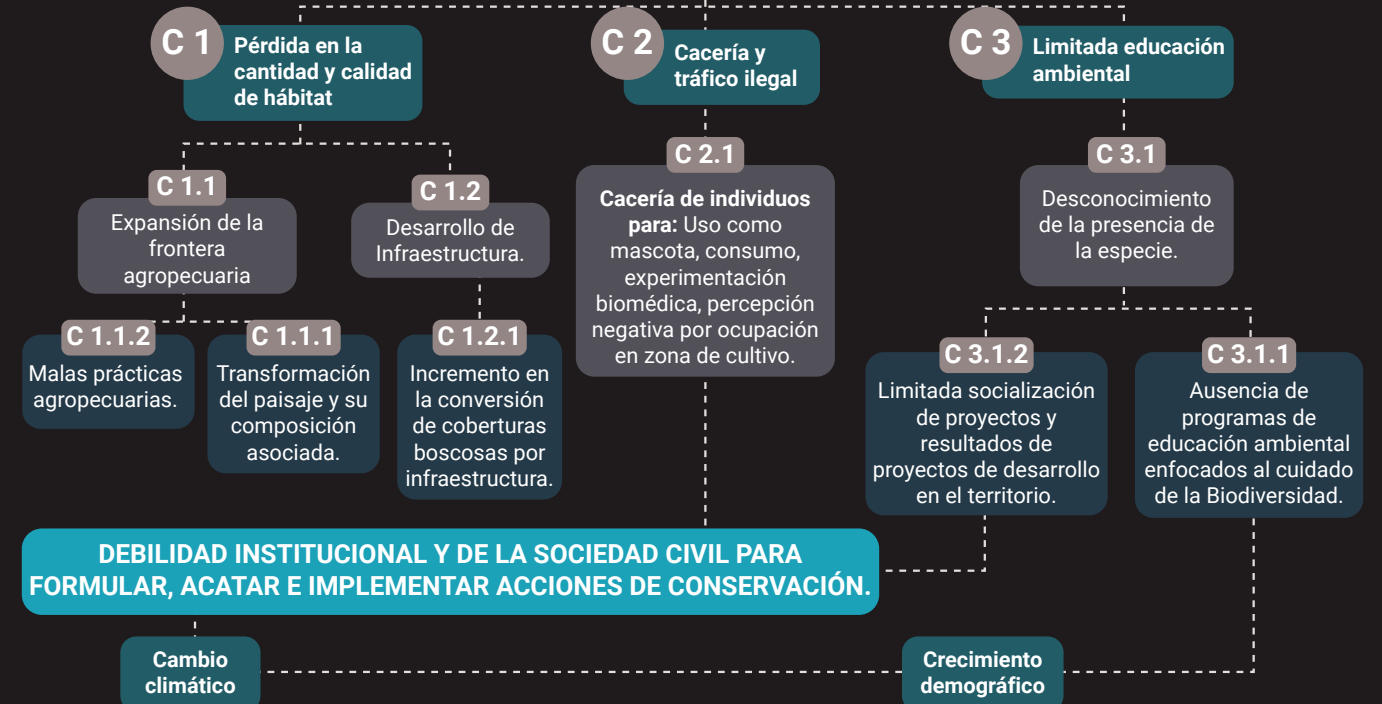 C 1
Pérdida en la
cantidad y calidad
de hábitat
C 2
Cacería y
tráfico ilegal
C 3
Limitada educación
ambiental
C 1.1
Expansión de la
frontera
agropecuaria
C 1.2
Desarrollo de
Infraestructura.
C 2.1
Cacería de individuos
para: Uso como
mascota, consumo,
experimentación
biomédica, percepción
negativa por ocupación
en zona de cultivo.
C 3.1
Desconocimiento
de la presencia de
la especie.
C 1.1.2
Malas prácticas
agropecuarias.
C 1.1.1
Transformación
del paisaje y su
composición
asociada.
C 1.2.1
Incremento en
la conversión
de coberturas
boscosas por
infraestructura.
C 3.1.2
Limitada socialización
de proyectos y
resultados de
proyectos de desarrollo
en el territorio.
C 3.1.1
Ausencia de
programas de
educación ambiental
enfocados al cuidado
de la Biodiversidad.
DEBILIDAD INSTITUCIONAL Y DE LA SOCIEDAD CIVIL PARA
FORMULAR, ACATAR E IMPLEMENTAR ACCIONES DE CONSERVACIÓN.
Cambio
climático
Crecimiento
demográfico